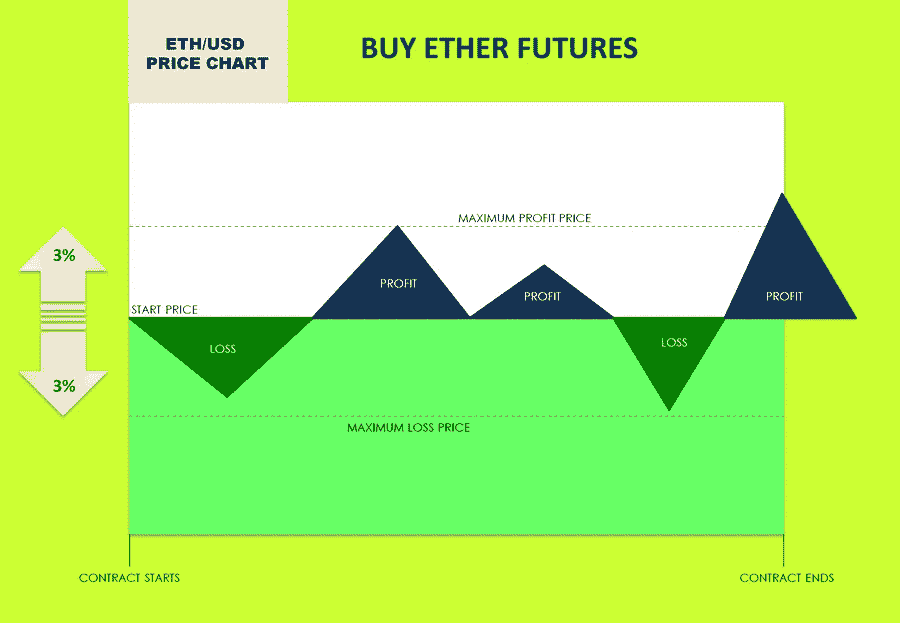 ETH/USD
PRICE CHART
BUY ETHER FUTURES
MAXIMUM PROFIT PRICE
3%
PROFIT
PROFIT
PROFIT
START PRICE
LOSS
LOSS
3%
MAXIMUM LOSS PRICE
CONTRACT STARTS
CONTRACT ENDS